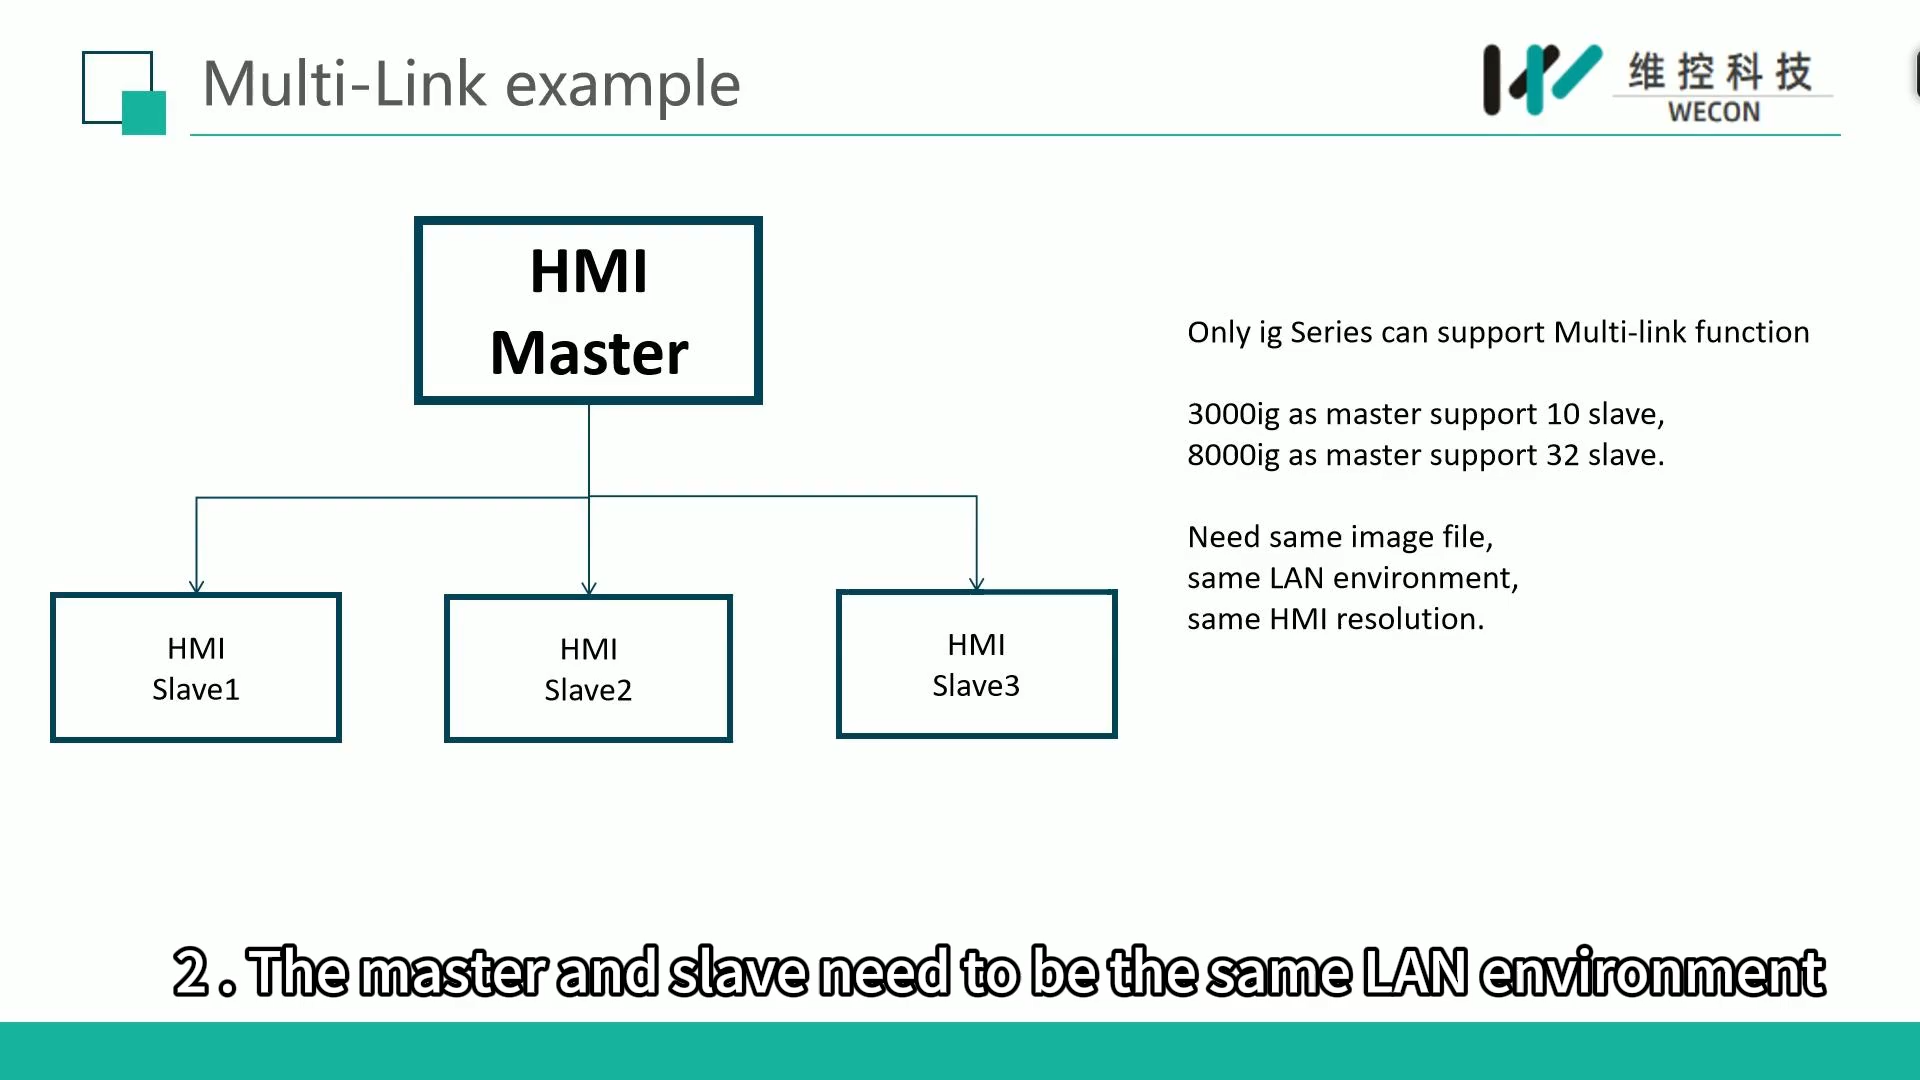 Multi-Link example
维控科技
WECON
HMI
Master
HMI
Slave1
HMI
Slave2
HMI
Slave3
Only ig Series can support Multi-link function
3000ig as master support 10 slave,
8000ig as master support 32 slave.
Need same image file,
same LAN environment,
same HMI resolution.
2 . The master and slave need to be the same LAN environment